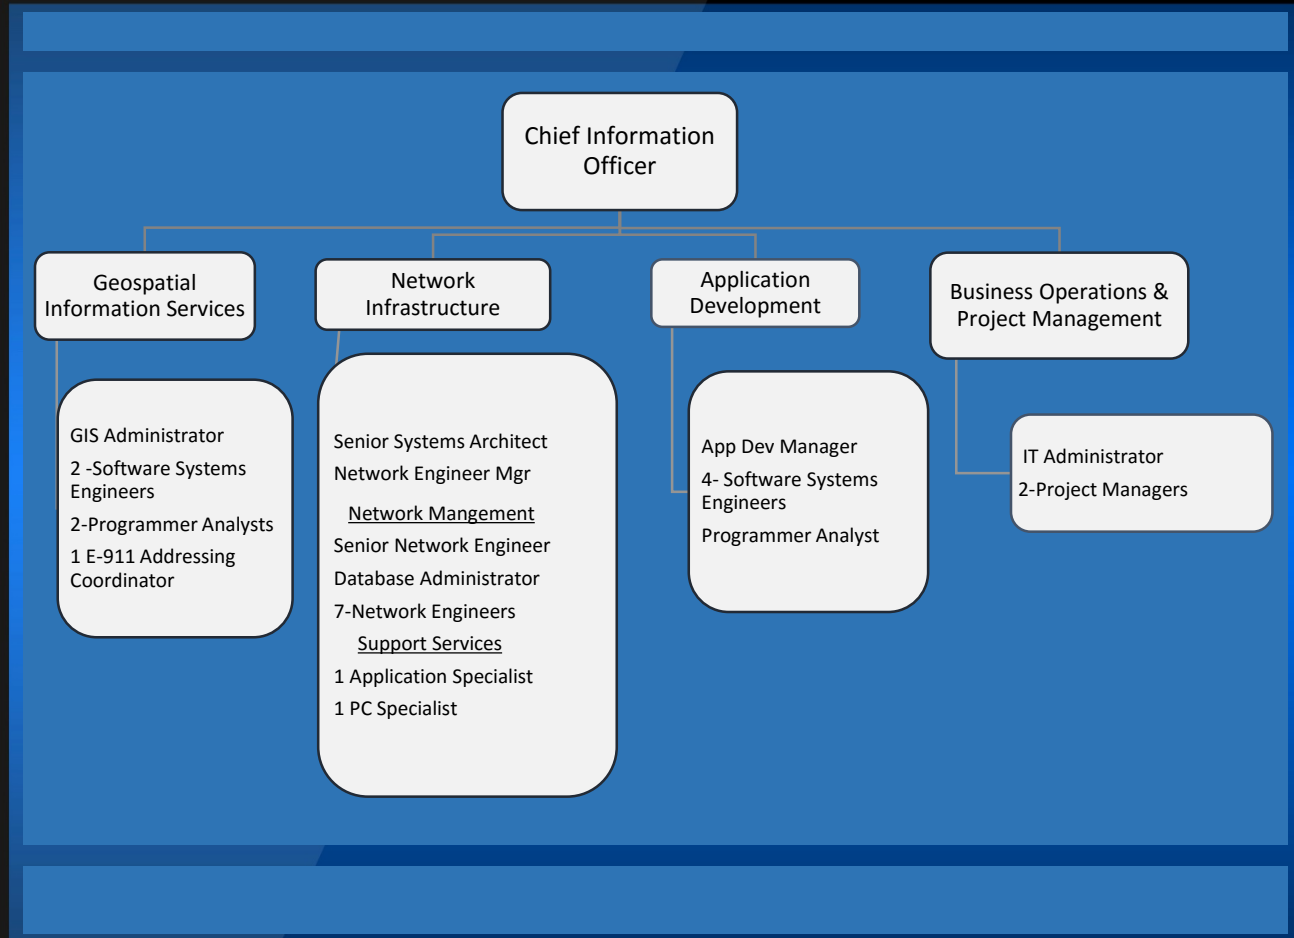 Chief Information
Officer
Geospatial
Information Services
Network
Infrastructure
Application
Development
Business Operations &
Project Management
GIS Administrator
2 -Software Systems
Engineers
2-Programmer Analysts
1 E-911 Addressing
Coordinator
Senior Systems Architect
Network Engineer Mgr
Network Mangement
Senior Network Engineer
Database Administrator
7-Network Engineers
Support Services
1 Application Specialist
1 PC Specialist
App Dev Manager
4- Software Systems
Engineers
Programmer Analyst
IT Administrator
2-Project Managers